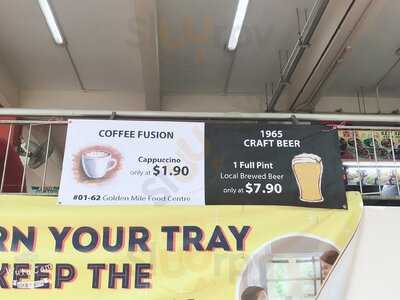 COFFEE FUSION
Cappuccino
only at $1.90
#01-62 Golden Mile Food Centre
1965
CRAFT BEER
1 Full Pint
Local Brewed Beer
only at $7.90
RN YOUR TRAY
KEEP THE